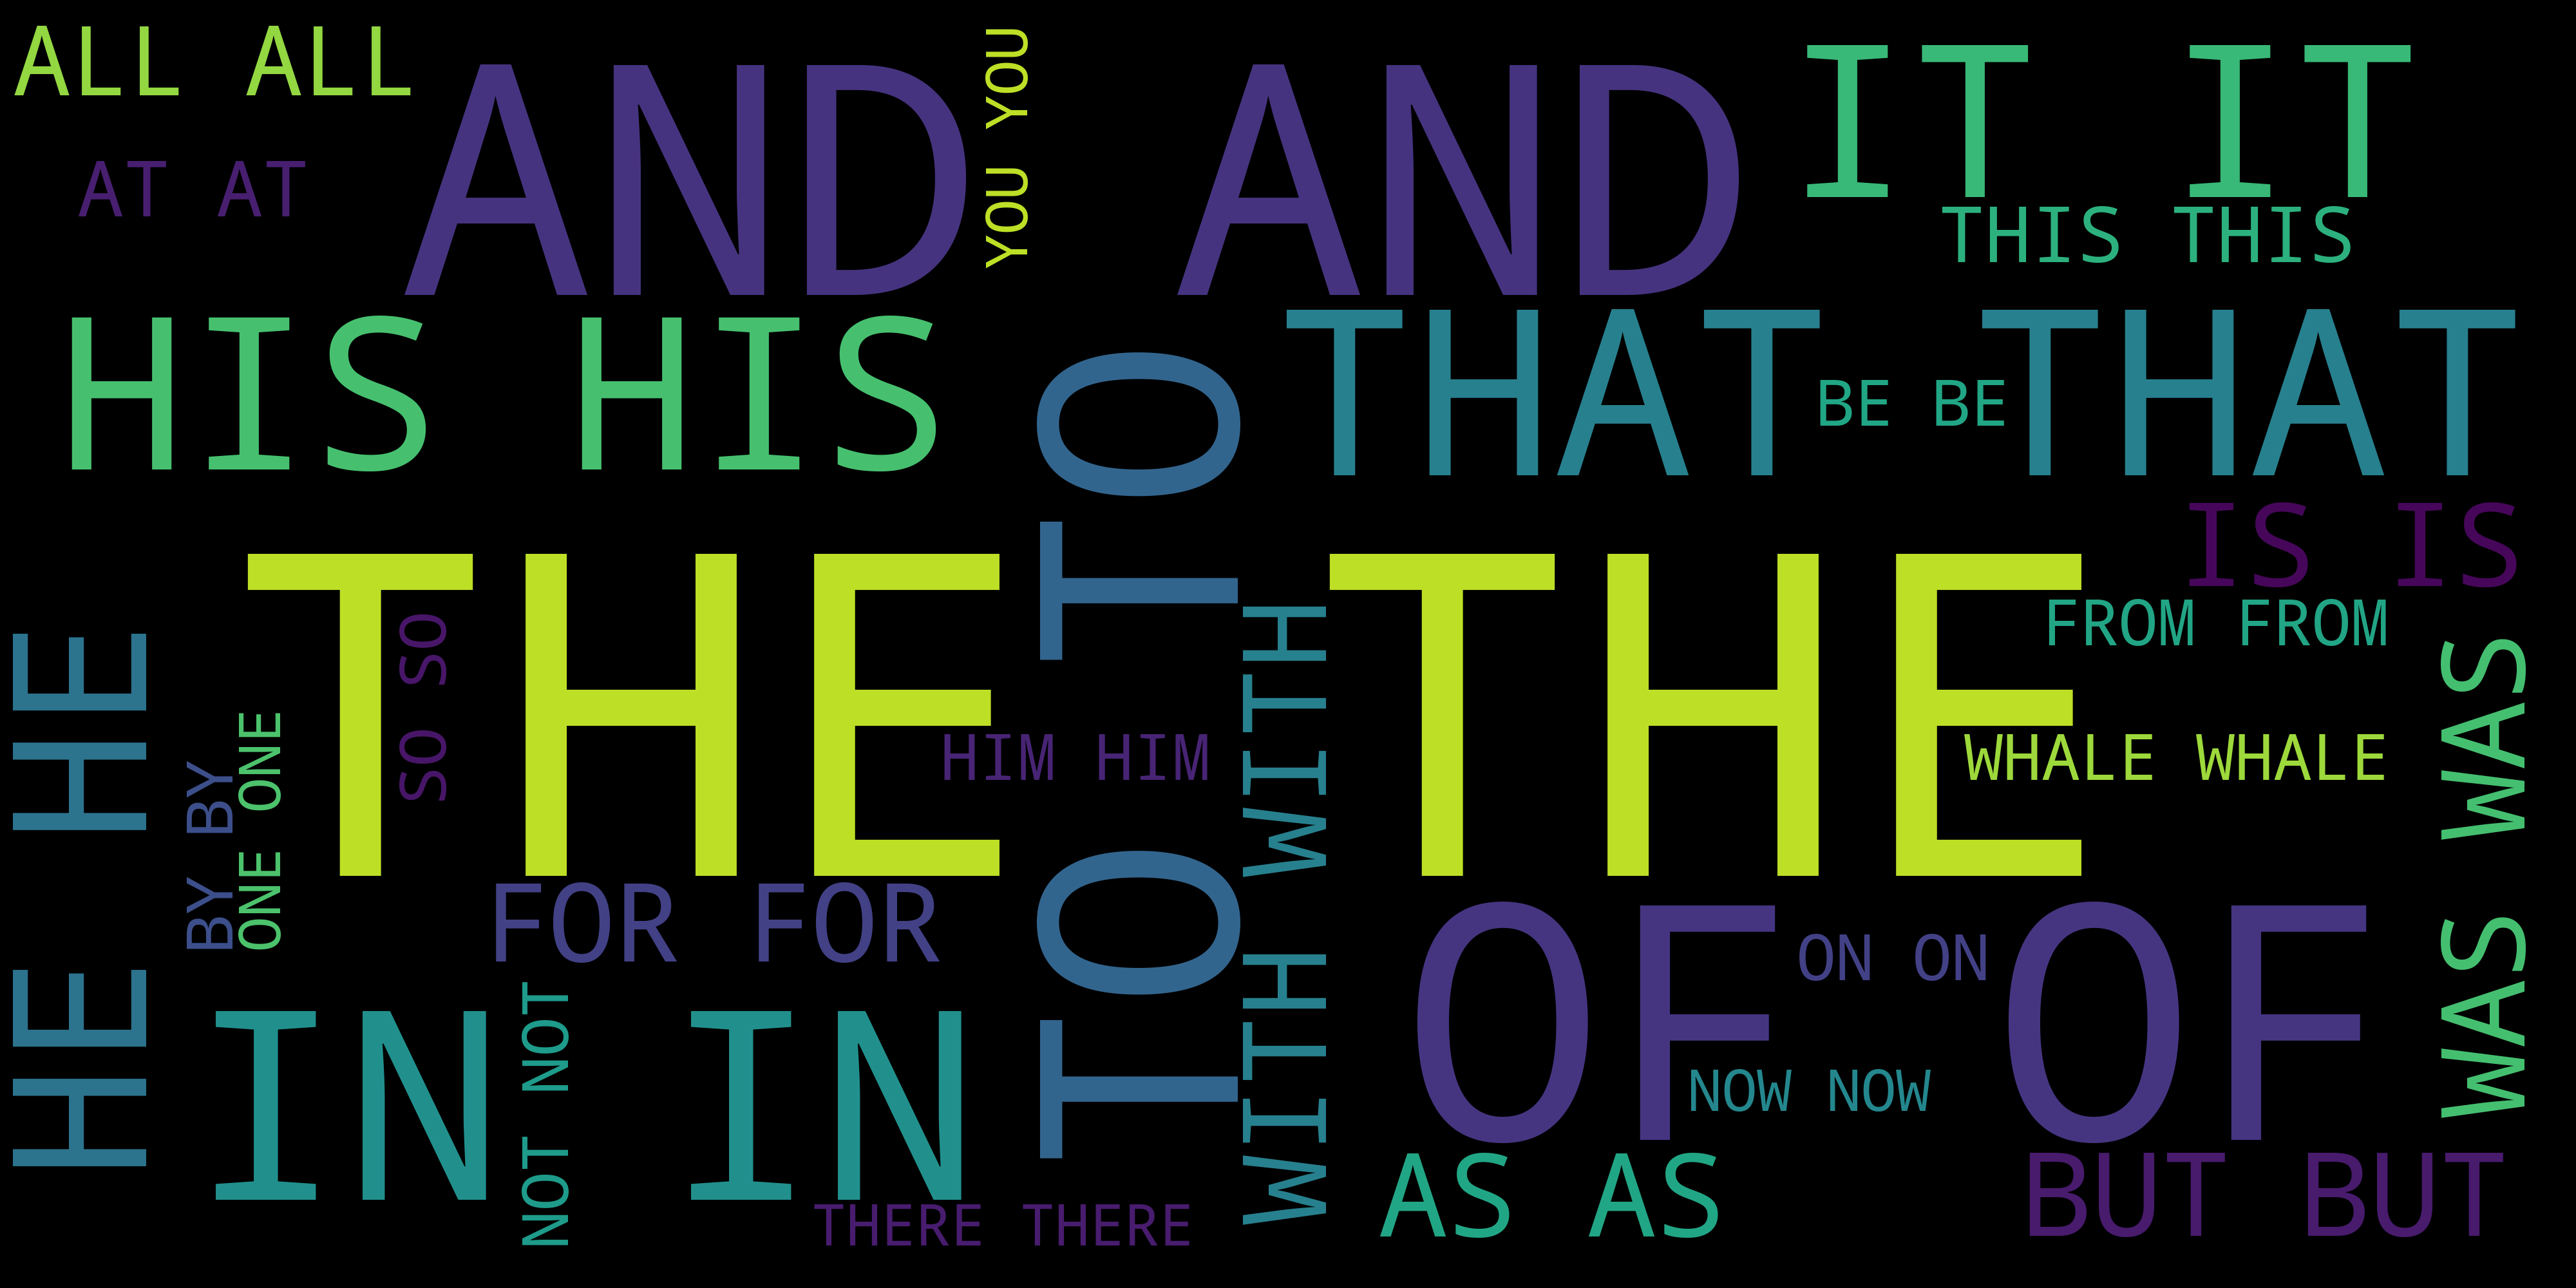 ALL ALL
AND AND
YOU YOU
IT IT
AT AT
THIS THIS
HIS HIS
THAT THAT
TO TO
BE BE
IS IS
THE THE
FROM FROM
HE HE
SO SO
WITH WITH
WAS WAS
ONE ONE
BY BY
HIM HIM
WHALE WHALE
FOR FOR
OF OF
ON ON
IN IN
NOT NOT
NOW NOW
AS AS
BUT BUT
THERE THERE